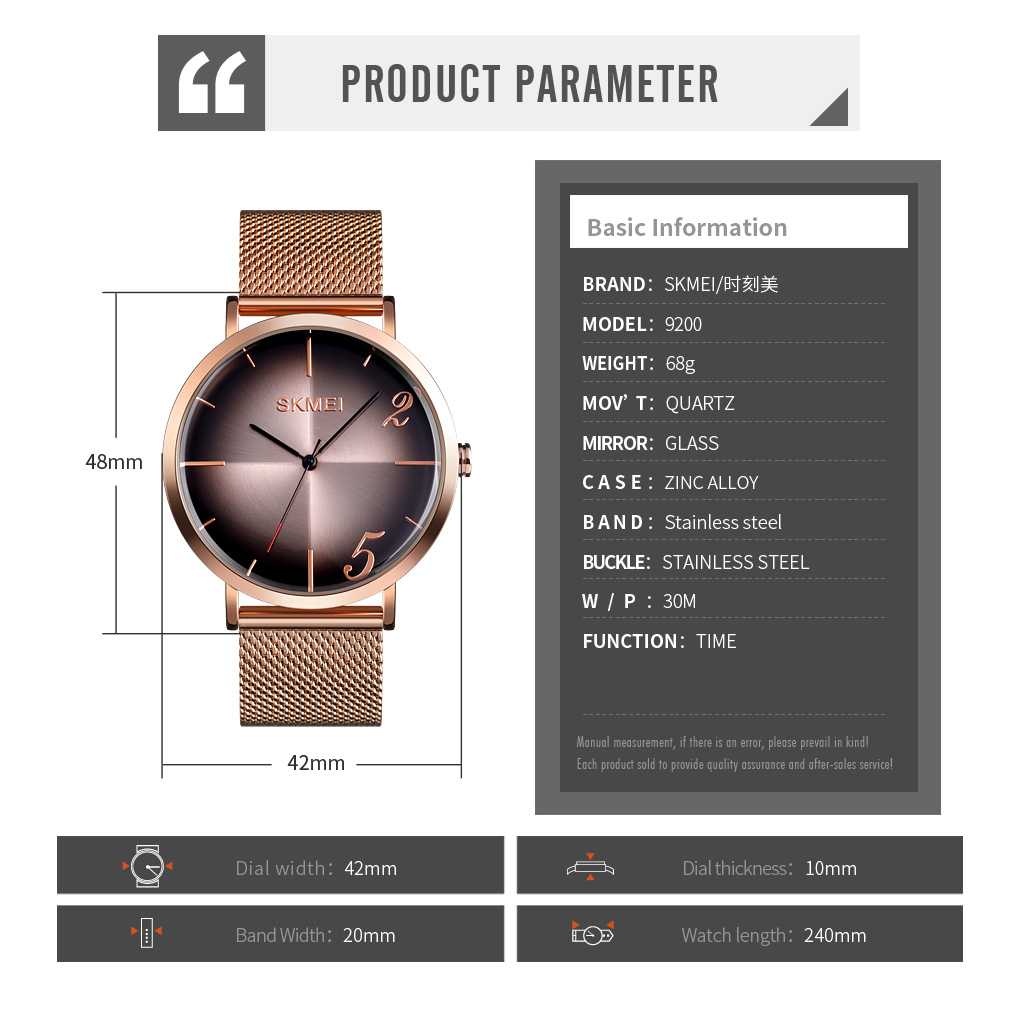 PRODUCT PARAMETER
Basic Information
BRAND: SKMEI/时刻美
MODEL: 9200
WEIGHT: 68g
MOV'T: QUARTZ
MIRROR: GLASS
CASE: ZINC ALLOY
BAND: Stainless steel
BUCKLE: STAINLESS STEEL
W/P: 30M
FUNCTION: TIME
Manual measurement, if there is an error, please prevail in kind!
Each product sold to provide quality assurance and after-sales service!
SKMEI
2
5
48mm
42mm
Dial width: 42mm
Dial thickness: 10mm
Band Width: 20mm
Watch length: 240mm